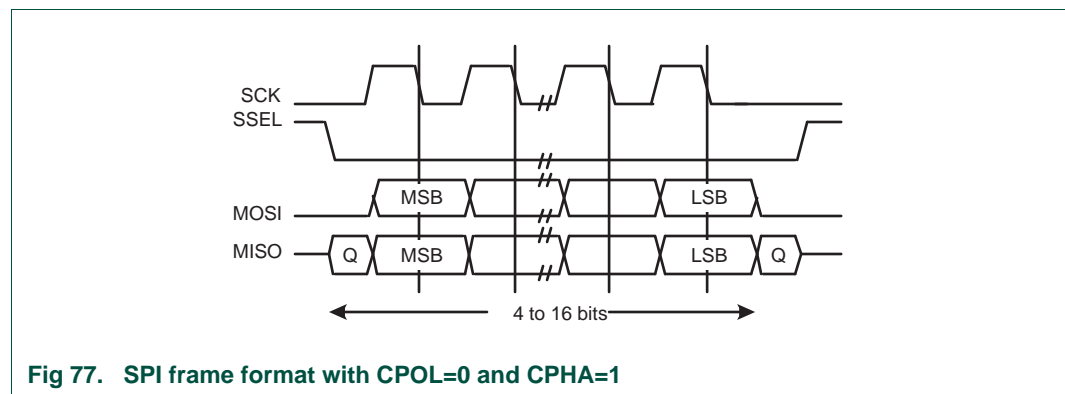 SCK
SSEL
MOSI MSB LSB
MISO Q MSB LSB Q
4 to 16 bits
Fig 77. SPI frame format with CPOL=0 and CPHA=1